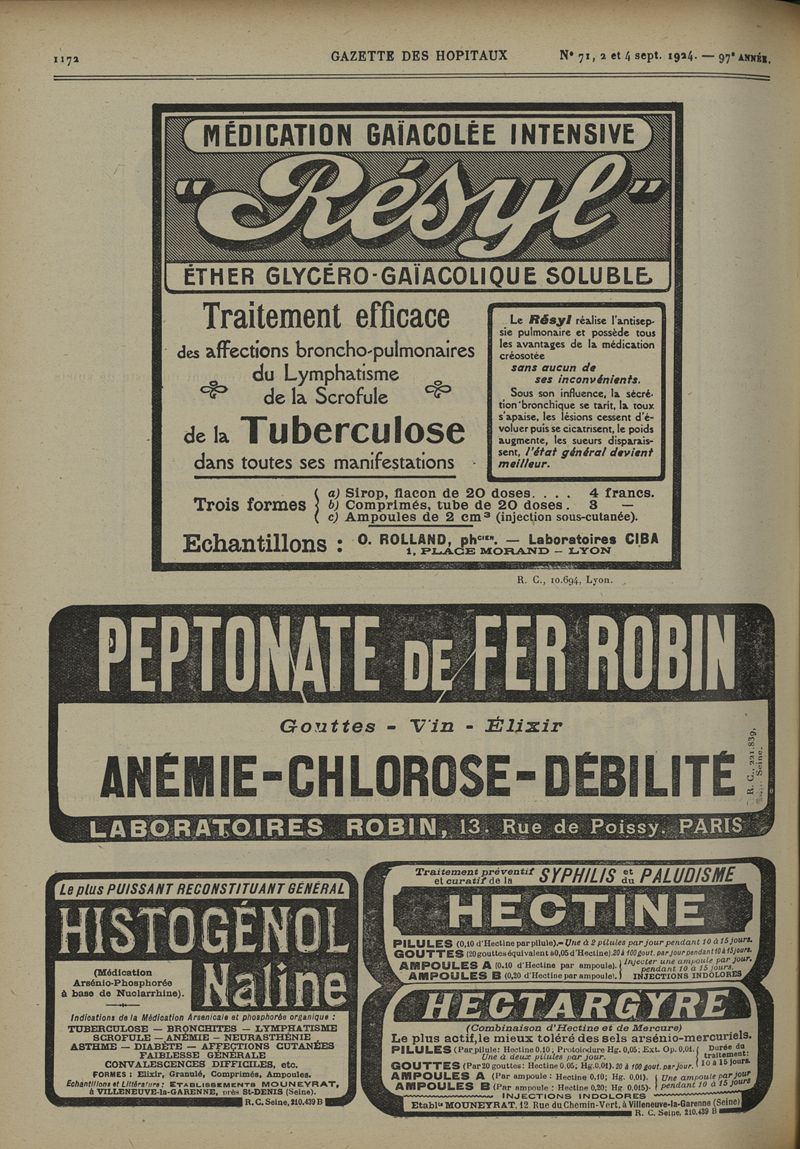 1172
GAZETTE DES HOPITAUX
N° 71, 2 et 4 sept. 1924. — 97e ANNÉE.
MÉDICATION GAÏACOLÉE INTENSIVE
"Résyl"
ÉTHER GLYCÉRO-GAÏACOLIQUE SOLUBLE
Traitement efficace
des affections broncho-pulmonaires
du Lymphatisme
de la Scrofule
de la Tuberculose
dans toutes ses manifestations
Le Résyl réalise l'antisep-
sie pulmonaire et possède tous
les avantages de la médication
créosotée
sans aucun de
ses inconvénients.
Sous son influence, la sécré-
tion bronchique se tarit, la toux
s'apaise, les lésions cessent d'é-
voluer puis se cicatrisent, le poids
augmente, les sueurs disparais-
sent, l'état général devient
meilleur.
Trois formes
a) Sirop, flacon de 20 doses. . . . 4 francs.
b) Comprimés, tube de 20 doses. 3 —
c) Ampoules de 2 cm³ (injection sous-cutanée).
Echantillons : O. ROLLAND, phcien. — Laboratoires CIBA
1, PLACE MORAND — LYON
R. C., 10.694, Lyon.
PEPTONATE DE FER ROBIN
Gouttes - Vin - Élixir
ANÉMIE-CHLOROSE-DÉBILITÉ
R. C., 221.839,
Seine.
LABORATOIRES ROBIN, 13. Rue de Poissy. PARIS
Le plus PUISSANT RECONSTITUANT GÉNÉRAL
HISTOGÉNOL
Naline
(Médication
Arsénio-Phosphorée
à base de Nuclarrhine).
Indications de la Médication Arsenicale et phosphorée organique :
TUBERCULOSE — BRONCHITES — LYMPHATISME
SCROFULE — ANÉMIE — NEURASTHÉNIE
ASTHME — DIABÈTE — AFFECTIONS CUTANÉES
FAIBLESSE GÉNÉRALE
CONVALESCENCES DIFFICILES, etc.
FORMES : Elixir, Granulé, Comprimés, Ampoules.
Echantillons et Littérature : ETABLISSEMENTS MOUNEYRAT,
à VILLENEUVE-la-GARENNE, près St-DENIS (Seine).
R. C. Seine, 210.439 B
Traitement préventif et curatif de la SYPHILIS et du PALUDISME
HECTINE
PILULES (0,10 d'Hectine par pilule).- Une à 2 pilules par jour pendant 10 à 15 jours.
GOUTTES (20 gouttes équivalent à 0,05 d'Hectine). 20 à 100 gout. par jour pendant 10 à 15 jours.
AMPOULES A (0,10 d'Hectine par ampoule). Injecter une ampoule par jour,
AMPOULES B (0,20 d'Hectine par ampoule). pendant 10 à 15 jours.
INJECTIONS INDOLORES
HECTARGYRE
(Combinaison d'Hectine et de Mercure)
Le plus actif, le mieux toléré des sels arsénio-mercuriels.
PILULES (Par pilule: Hectine 0,10 ; Protoiodure Hg. 0,05; Ext. Op. 0,01.
Une à deux pilules par jour.
GOUTTES (Par 20 gouttes : Hectine 0,05, Hg. 0,01). 20 à 100 gout. par jour.
Durée du
traitement:
10 à 15 jours.
AMPOULES A (Par ampoule : Hectine 0,10; Hg. 0,01). Une ampoule par jour
AMPOULES B (Par ampoule : Hectine 0,20; Hg. 0,015). pendant 10 à 15 jours
INJECTIONS INDOLORES
Etabls MOUNEYRAT, 12, Rue du Chemin-Vert, à Villeneuve-la-Garenne (Seine)
R. C. Seine, 210.439 B